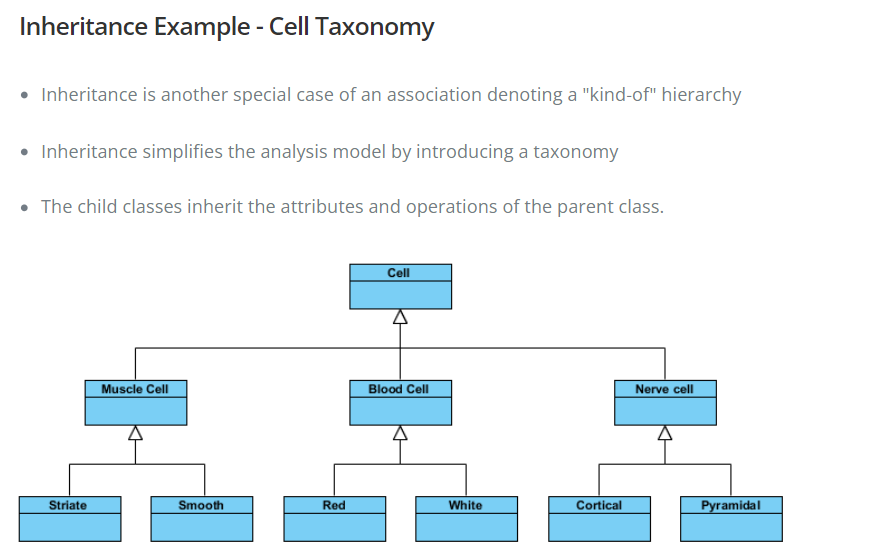 Inheritance Example - Cell Taxonomy
Inheritance is another special case of an association denoting a "kind-of" hierarchy
Inheritance simplifies the analysis model by introducing a taxonomy
The child classes inherit the attributes and operations of the parent class.
Cell
Muscle Cell
Blood Cell
Nerve cell
Striate
Smooth
Red
White
Cortical
Pyramidal